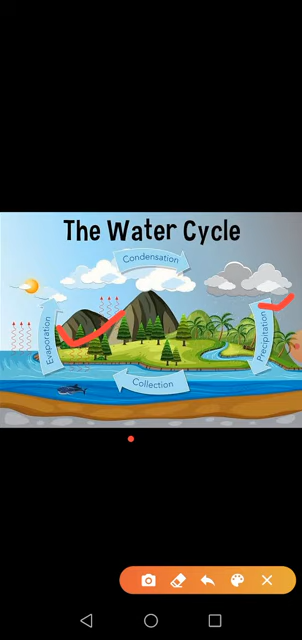 The Water Cycle
Condensation
Evaporation
Precipitation
Collection